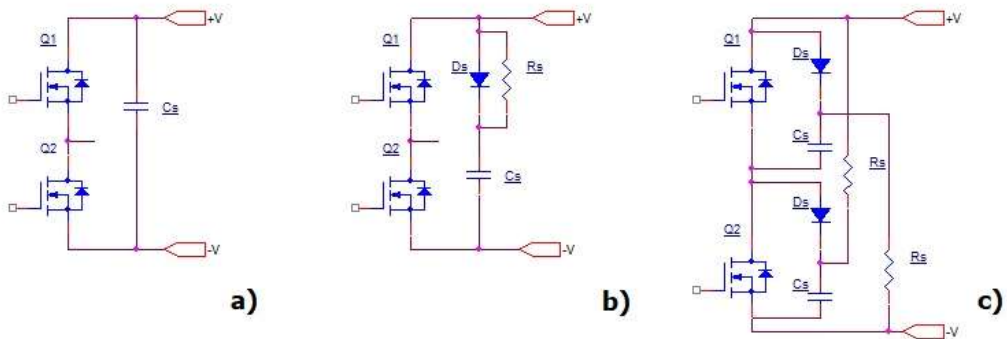 +V
Q1
Cs
Q2
-V
a)
+V
Q1
Ds
Rs
Q2
Cs
-V
b)
+V
Q1
Ds
Cs
Rs
Ds
Q2
Rs
Cs
-V
c)